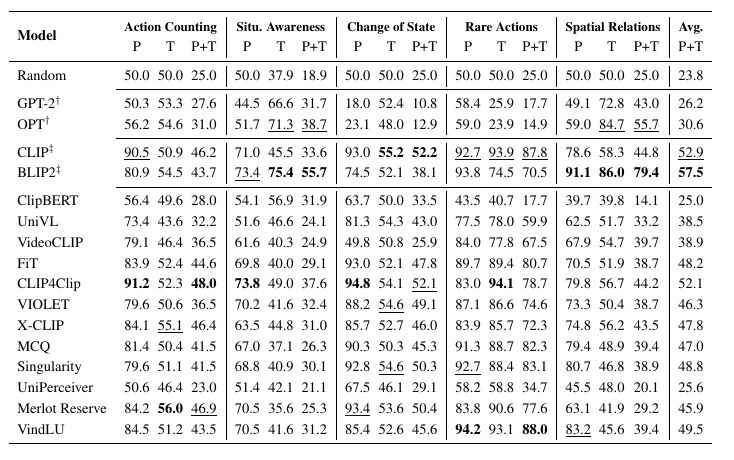 Model Action Counting Situ. Awareness Change of State Rare Actions Spatial Relations Avg.
P T P+T P T P+T P T P+T P T P+T P T P+T P+T
Random 50.0 50.0 25.0 50.0 37.9 18.9 50.0 50.0 25.0 50.0 50.0 25.0 50.0 50.0 25.0 23.8
GPT-2† 50.3 53.3 27.6 44.5 66.6 31.7 18.0 52.4 10.8 58.4 25.9 17.7 49.1 72.8 43.0 26.2
OPT† 56.2 54.6 31.0 51.7 71.3 38.7 23.1 48.0 12.9 59.0 23.9 14.9 59.0 84.7 55.7 30.6
CLIP‡ 90.5 50.9 46.2 71.0 45.5 33.6 93.0 55.2 52.2 92.7 93.9 87.8 78.6 58.3 44.8 52.9
BLIP2‡ 80.9 54.5 43.7 73.4 75.4 55.7 74.5 52.1 38.1 93.8 74.5 70.5 91.1 86.0 79.4 57.5
ClipBERT 56.4 49.6 28.0 54.1 56.9 31.9 63.7 50.0 33.5 43.5 40.7 17.7 39.7 39.8 14.1 25.0
UniVL 73.4 43.6 32.2 51.6 46.6 24.1 81.3 54.3 43.0 77.5 78.0 59.9 62.5 51.7 33.2 38.5
VideoCLIP 79.1 46.4 36.5 61.6 40.3 24.9 49.8 50.8 25.9 84.0 77.8 67.5 67.9 54.7 39.7 38.9
FiT 83.9 52.4 44.6 69.8 40.0 29.1 93.0 52.1 47.8 89.7 89.4 80.7 70.5 51.9 38.7 48.2
CLIP4Clip 91.2 52.3 48.0 73.8 49.0 37.6 94.8 54.1 52.1 83.0 94.1 78.7 79.8 56.7 44.2 52.1
VIOLET 79.6 50.6 36.5 70.2 41.6 32.4 88.2 54.6 49.1 87.1 86.6 74.6 73.3 50.4 38.7 46.3
X-CLIP 84.1 55.1 46.4 63.5 44.8 31.0 85.7 52.7 46.0 83.9 85.7 72.3 74.8 56.2 43.5 47.8
MCQ 81.4 50.4 41.5 67.0 37.1 26.3 90.3 50.3 45.3 91.3 88.7 82.3 79.4 48.9 39.4 47.0
Singularity 79.6 51.1 41.5 68.8 40.9 30.1 92.8 54.6 50.3 92.7 88.4 83.1 80.7 46.8 38.9 48.8
UniPerceiver 50.6 46.4 23.0 51.4 42.1 21.1 67.5 46.1 29.1 58.2 58.8 34.7 45.5 48.0 20.1 25.6
Merlot Reserve 84.2 56.0 46.9 70.5 35.6 25.3 93.4 53.6 50.4 83.8 90.6 77.6 63.1 41.9 29.2 45.9
VindLU 84.5 51.2 43.5 70.5 41.6 31.2 85.4 52.6 45.6 94.2 93.1 88.0 83.2 45.6 39.4 49.5